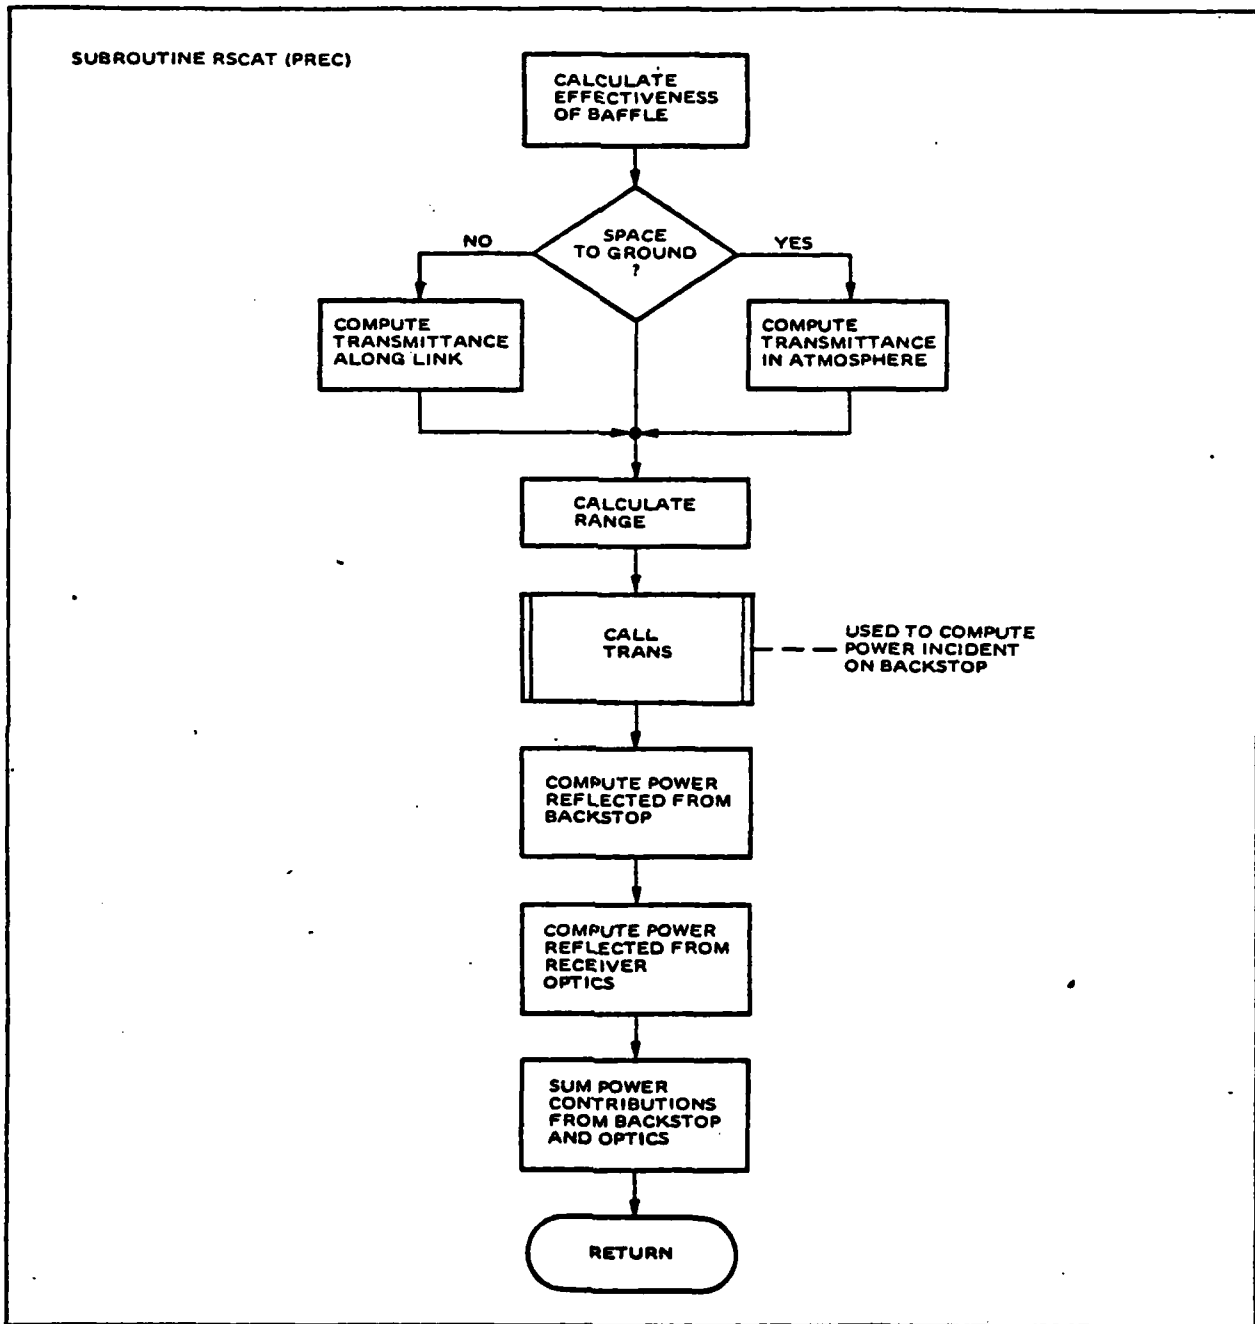 SUBROUTINE RSCAT (PREC)
CALCULATE
EFFECTIVENESS
OF BAFFLE
SPACE
TO GROUND
?
NO
YES
COMPUTE
TRANSMITTANCE
ALONG LINK
COMPUTE
TRANSMITTANCE
IN ATMOSPHERE
CALCULATE
RANGE
CALL
TRANS
USED TO COMPUTE
POWER INCIDENT
ON BACKSTOP
COMPUTE POWER
REFLECTED FROM
BACKSTOP
COMPUTE POWER
REFLECTED FROM
RECEIVER
OPTICS
SUM POWER
CONTRIBUTIONS
FROM BACKSTOP
AND OPTICS
RETURN